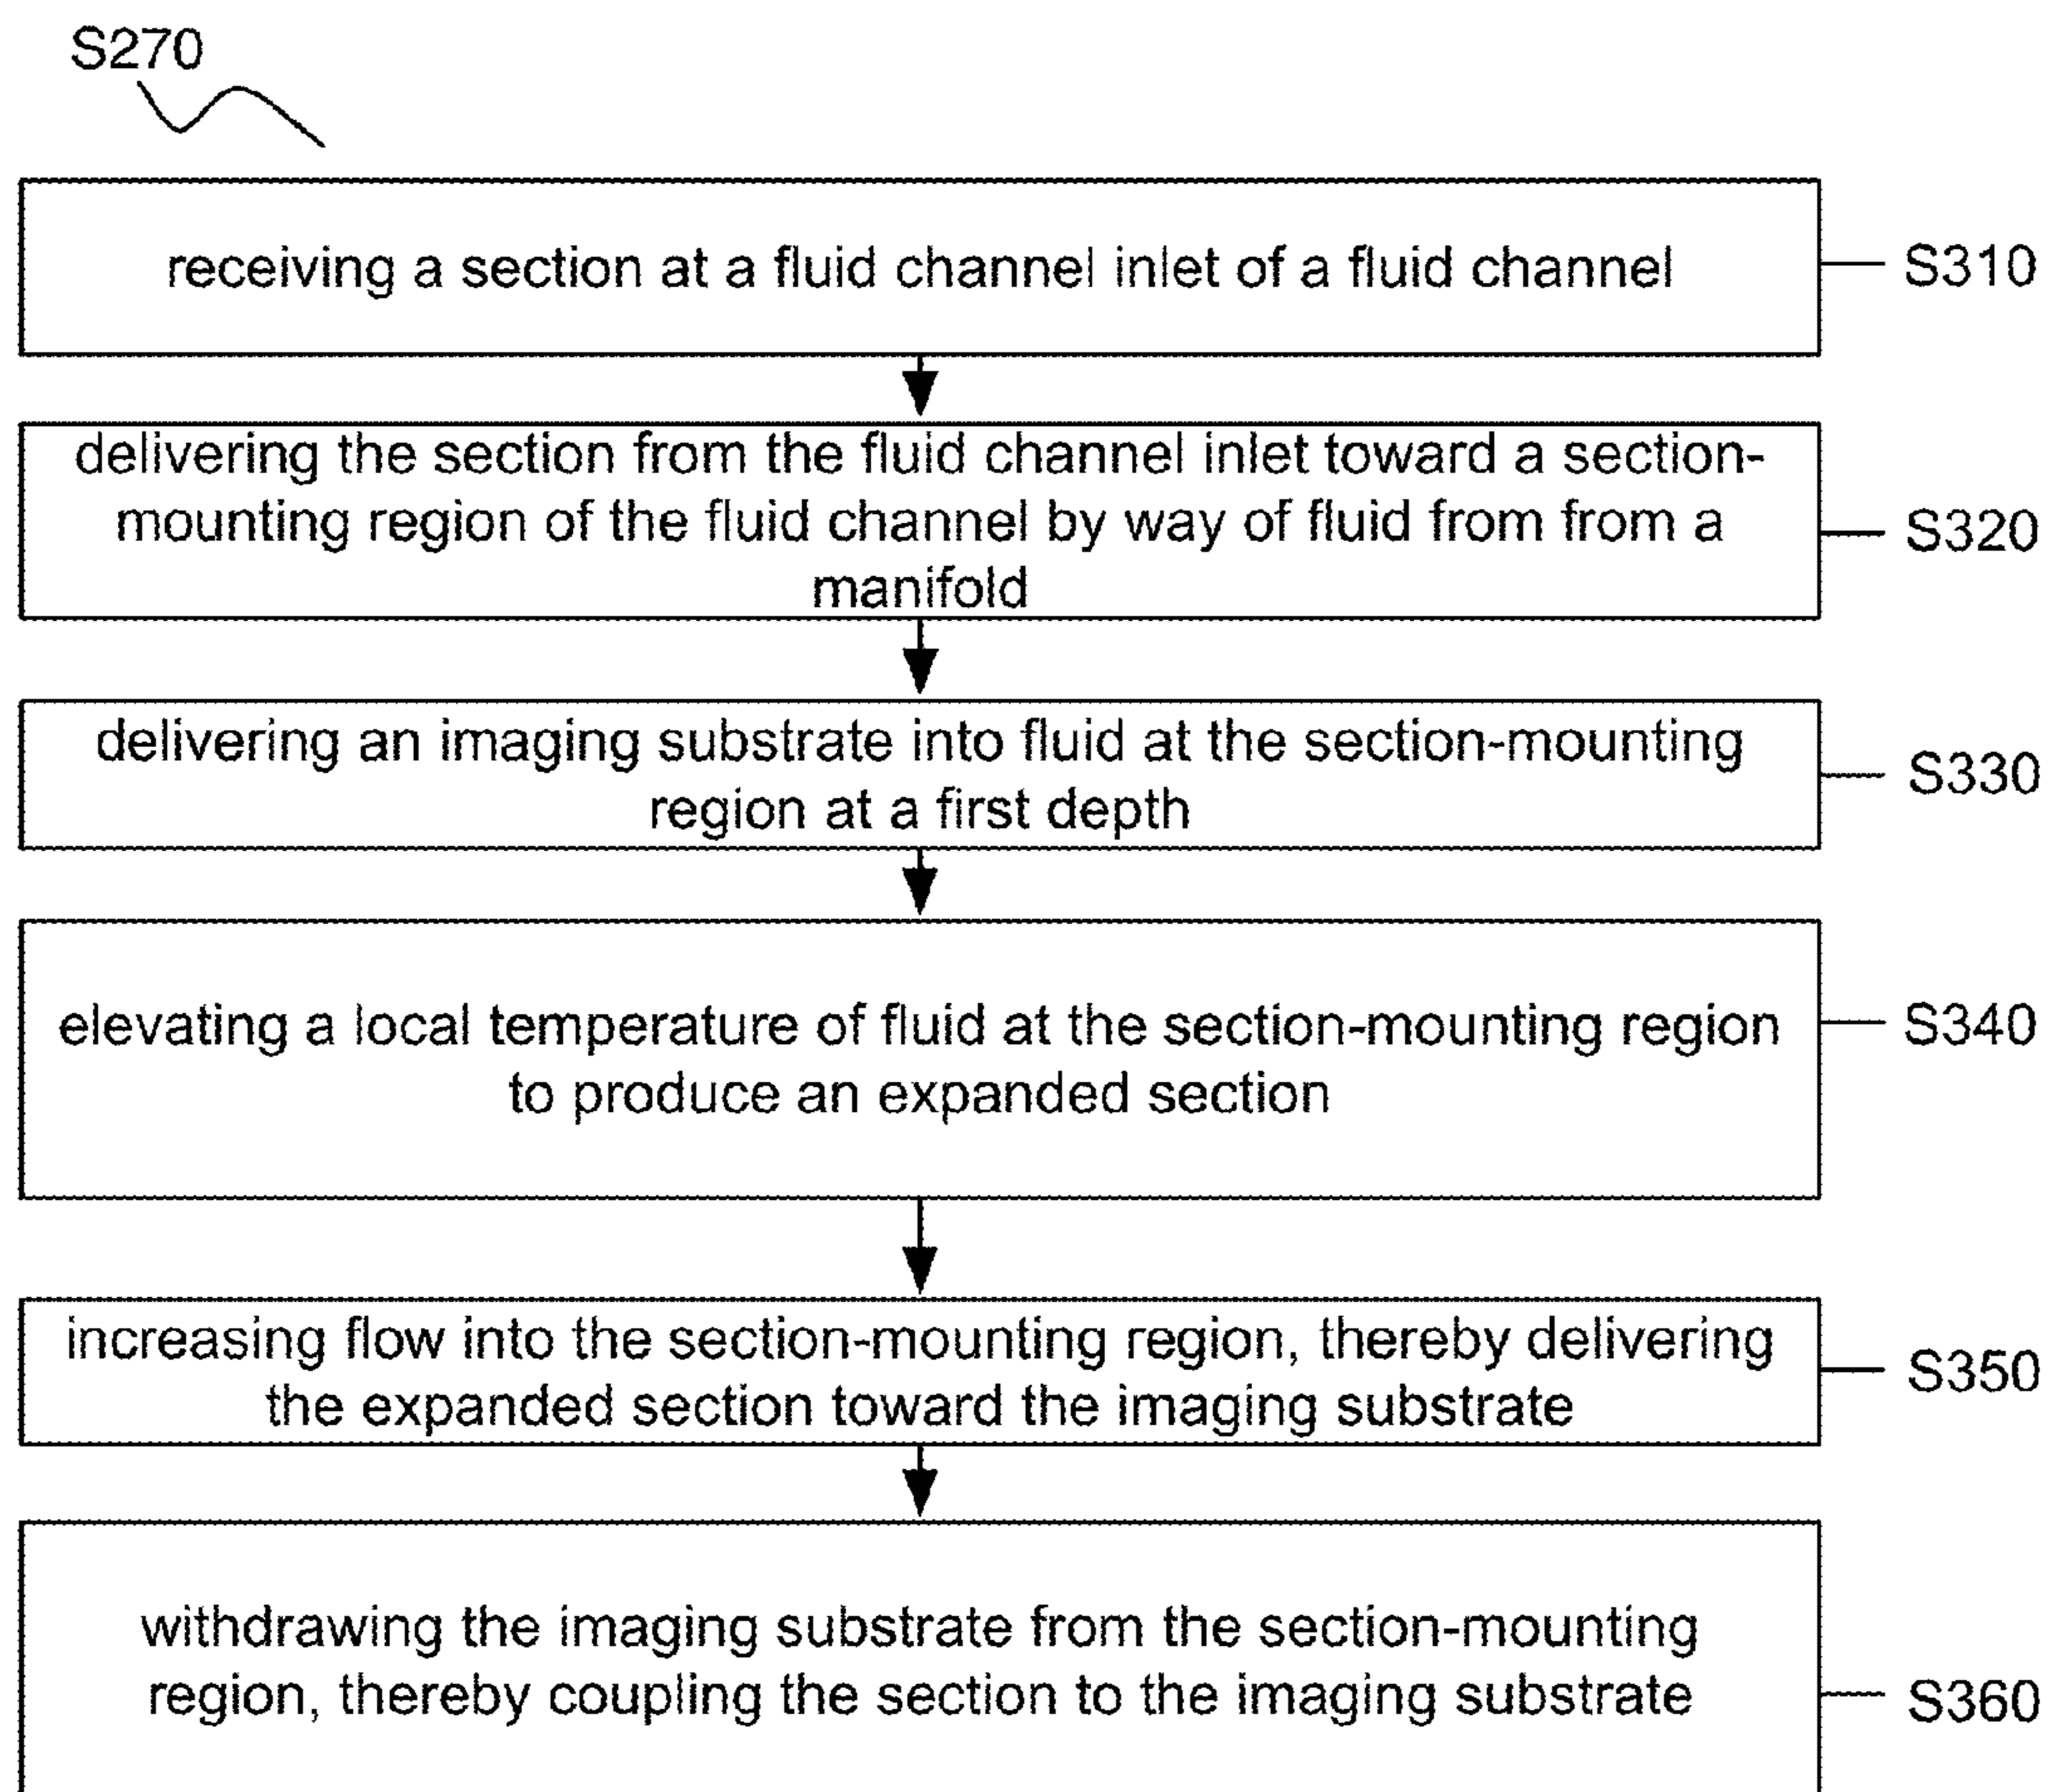 S270
receiving a section at a fluid channel inlet of a fluid channel
S310
delivering the section from the fluid channel inlet toward a section-
mounting region of the fluid channel by way of fluid from from a
manifold
S320
delivering an imaging substrate into fluid at the section-mounting
region at a first depth
S330
elevating a local temperature of fluid at the section-mounting region
to produce an expanded section
S340
increasing flow into the section-mounting region, thereby delivering
the expanded section toward the imaging substrate
S350
withdrawing the imaging substrate from the section-mounting
region, thereby coupling the section to the imaging substrate
S360